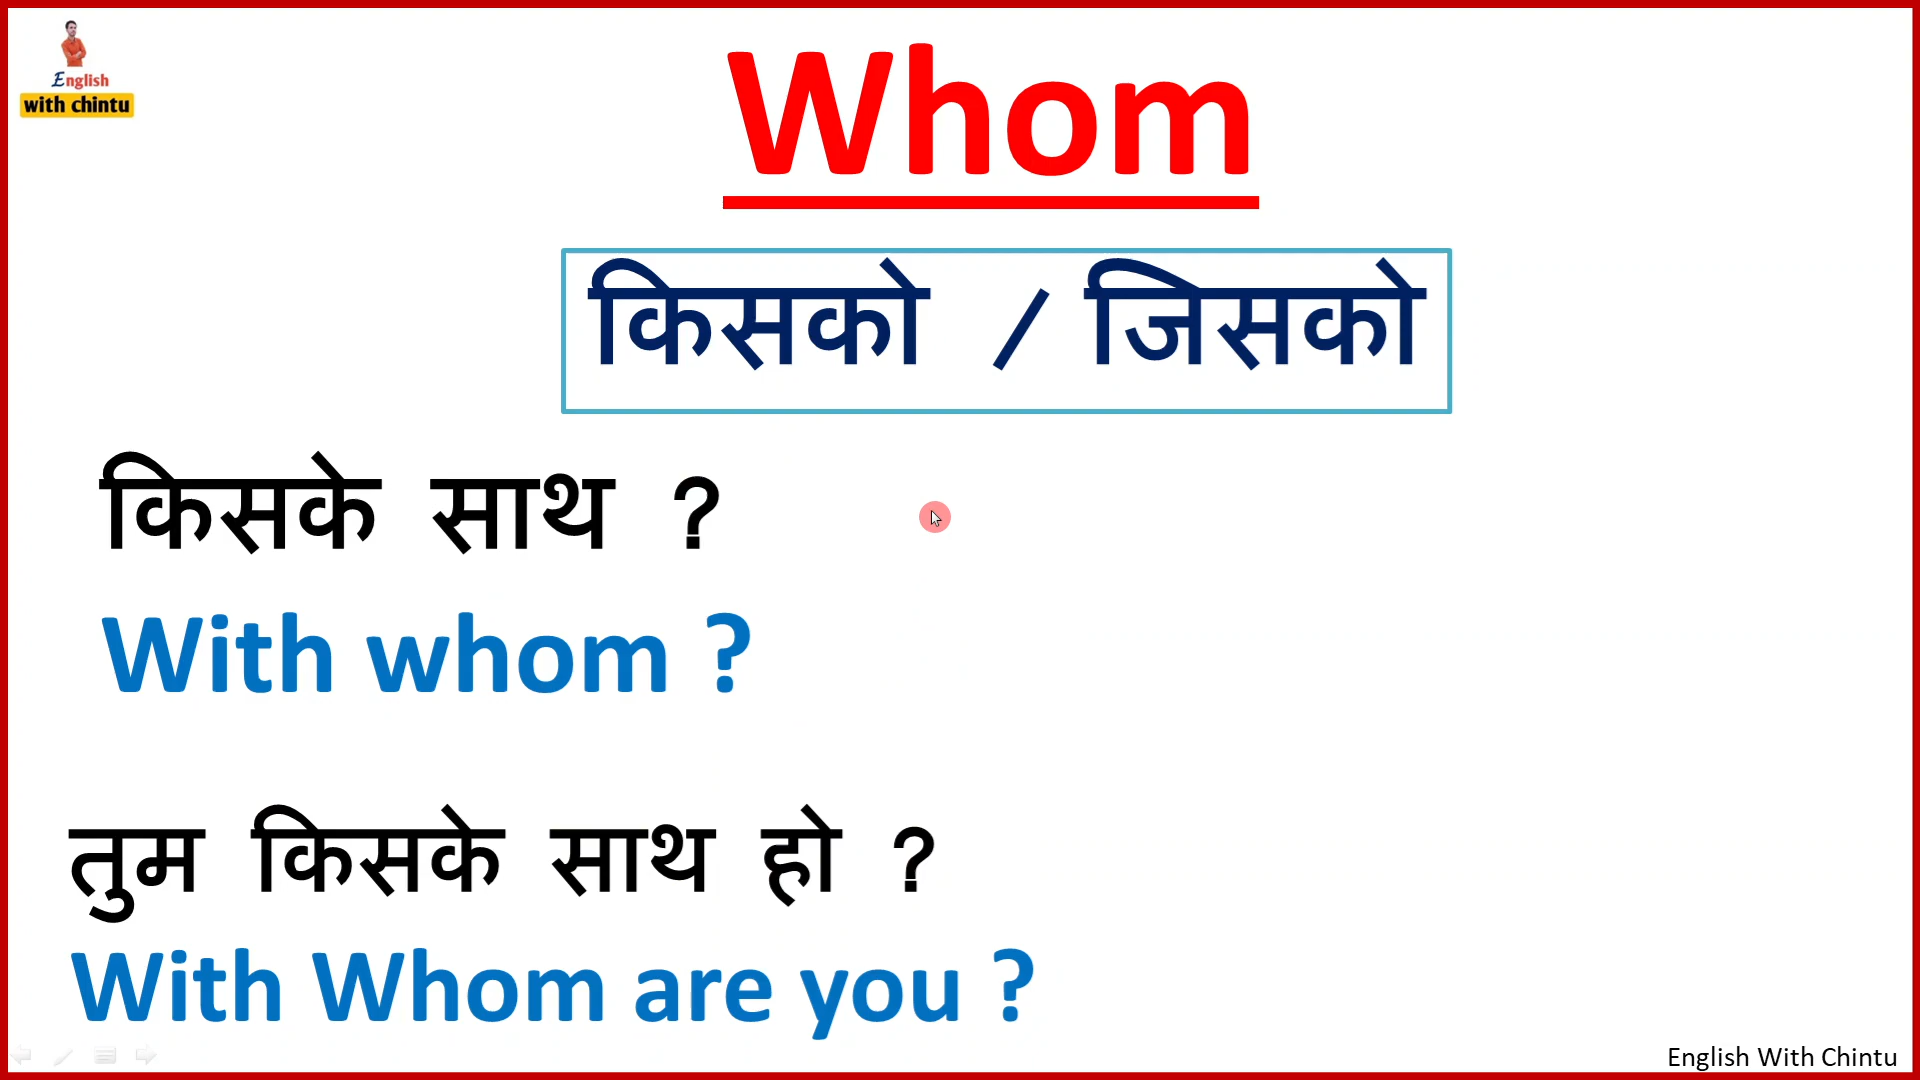 English
with chintu
Whom
किसको / जिसको
किसके साथ ?
With whom ?
तुम किसके साथ हो ?
With Whom are you ?
English With Chintu